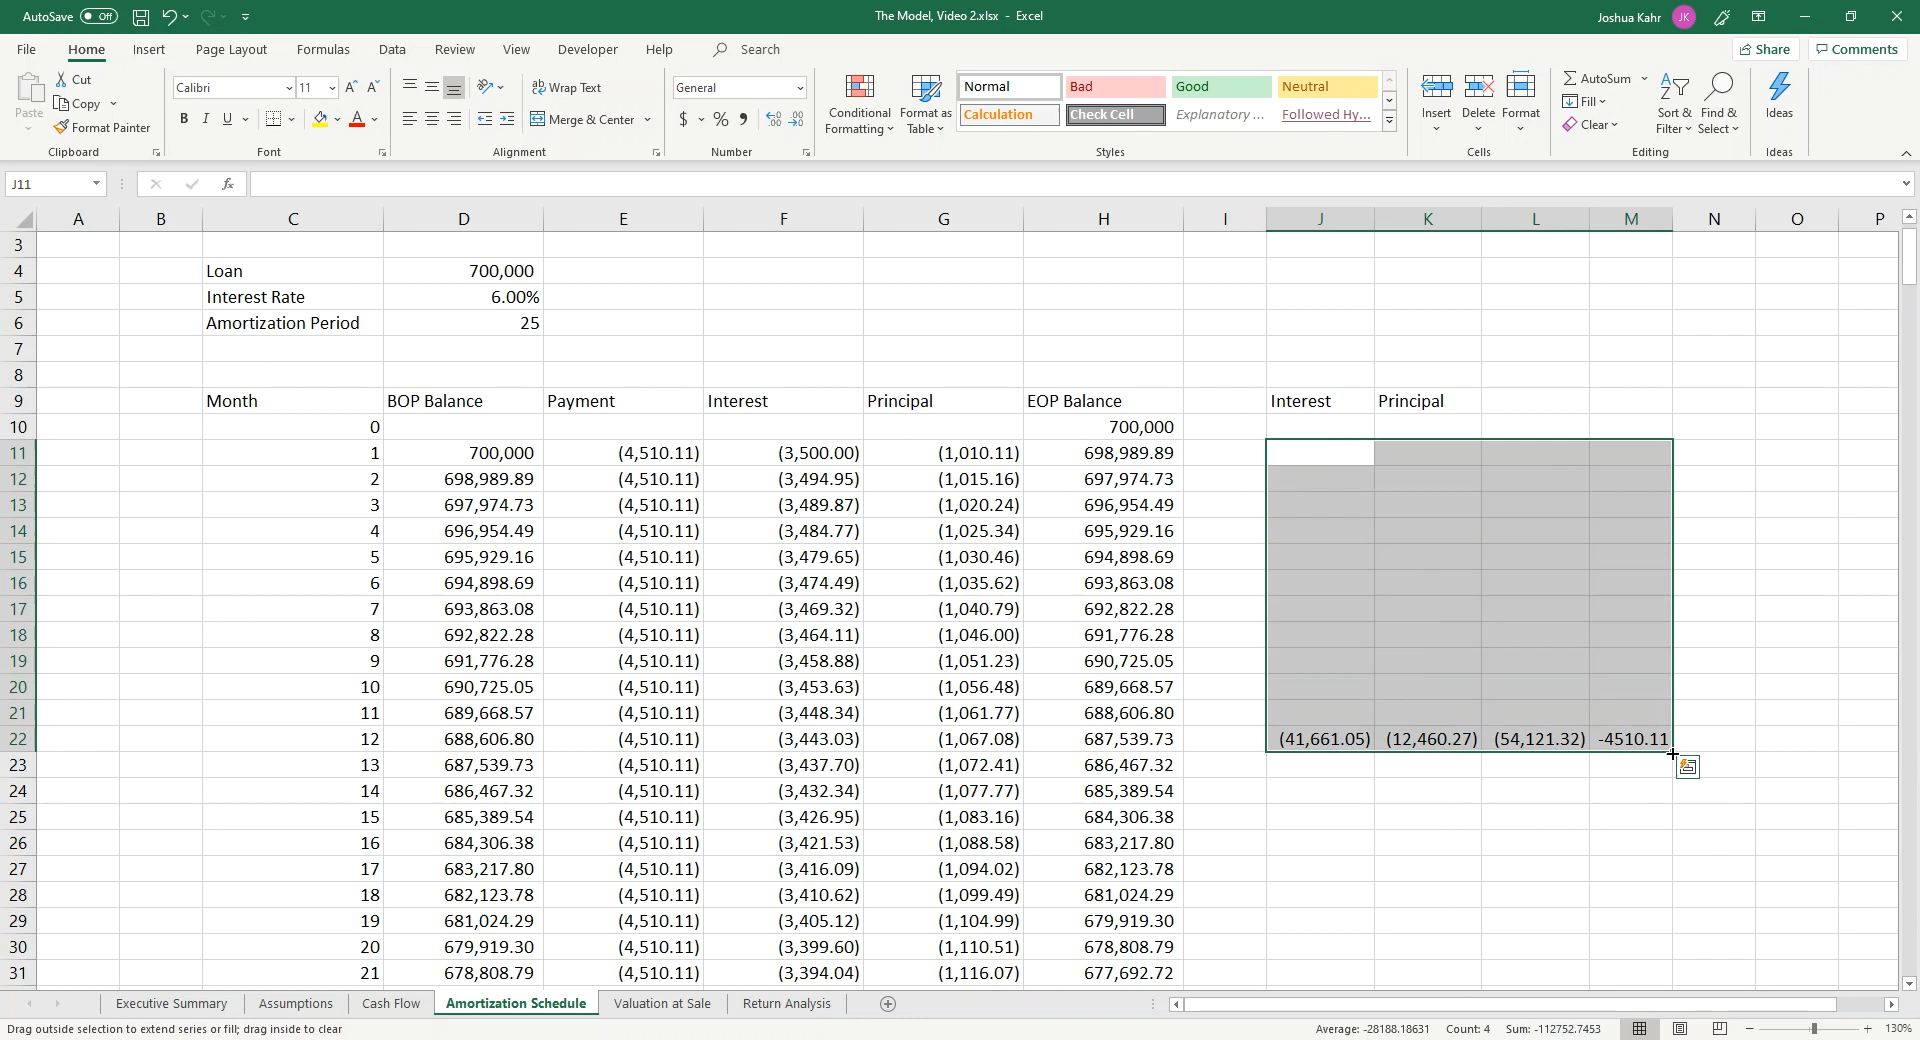 AutoSave Off The Model, Video 2.xlsx - Excel Joshua Kahr JK
File Home Insert Page Layout Formulas Data Review View Developer Help Search Share Comments
Paste Cut Copy Format Painter Clipboard
Calibri 11 A A B I U A Font
ab Wrap Text Merge & Center Alignment
General $ % Number
Conditional Formatting Format as Table Normal Bad Good Neutral
Calculation Check Cell Explanatory ... Followed Hy... Styles
Insert Delete Format Cells
AutoSum Fill Clear Sort & Filter Find & Select Editing
Ideas Ideas
J11 fx
A B C D E F G H I J K L M N O P
3
4 Loan 700,000
5 Interest Rate 6.00%
6 Amortization Period 25
7
8
9 Month BOP Balance Payment Interest Principal EOP Balance Interest Principal
10 0 700,000
11 1 700,000 (4,510.11) (3,500.00) (1,010.11) 698,989.89
12 2 698,989.89 (4,510.11) (3,494.95) (1,015.16) 697,974.73
13 3 697,974.73 (4,510.11) (3,489.87) (1,020.24) 696,954.49
14 4 696,954.49 (4,510.11) (3,484.77) (1,025.34) 695,929.16
15 5 695,929.16 (4,510.11) (3,479.65) (1,030.46) 694,898.69
16 6 694,898.69 (4,510.11) (3,474.49) (1,035.62) 693,863.08
17 7 693,863.08 (4,510.11) (3,469.32) (1,040.79) 692,822.28
18 8 692,822.28 (4,510.11) (3,464.11) (1,046.00) 691,776.28
19 9 691,776.28 (4,510.11) (3,458.88) (1,051.23) 690,725.05
20 10 690,725.05 (4,510.11) (3,453.63) (1,056.48) 689,668.57
21 11 689,668.57 (4,510.11) (3,448.34) (1,061.77) 688,606.80
22 12 688,606.80 (4,510.11) (3,443.03) (1,067.08) 687,539.73 (41,661.05) (12,460.27) (54,121.32) -4510.11
23 13 687,539.73 (4,510.11) (3,437.70) (1,072.41) 686,467.32
24 14 686,467.32 (4,510.11) (3,432.34) (1,077.77) 685,389.54
25 15 685,389.54 (4,510.11) (3,426.95) (1,083.16) 684,306.38
26 16 684,306.38 (4,510.11) (3,421.53) (1,088.58) 683,217.80
27 17 683,217.80 (4,510.11) (3,416.09) (1,094.02) 682,123.78
28 18 682,123.78 (4,510.11) (3,410.62) (1,099.49) 681,024.29
29 19 681,024.29 (4,510.11) (3,405.12) (1,104.99) 679,919.30
30 20 679,919.30 (4,510.11) (3,399.60) (1,110.51) 678,808.79
31 21 678,808.79 (4,510.11) (3,394.04) (1,116.07) 677,692.72
Executive Summary Assumptions Cash Flow Amortization Schedule Valuation at Sale Return Analysis
Drag outside selection to extend series or fill; drag inside to clear Average: -28188.18631 Count: 4 Sum: -112752.7453 130%